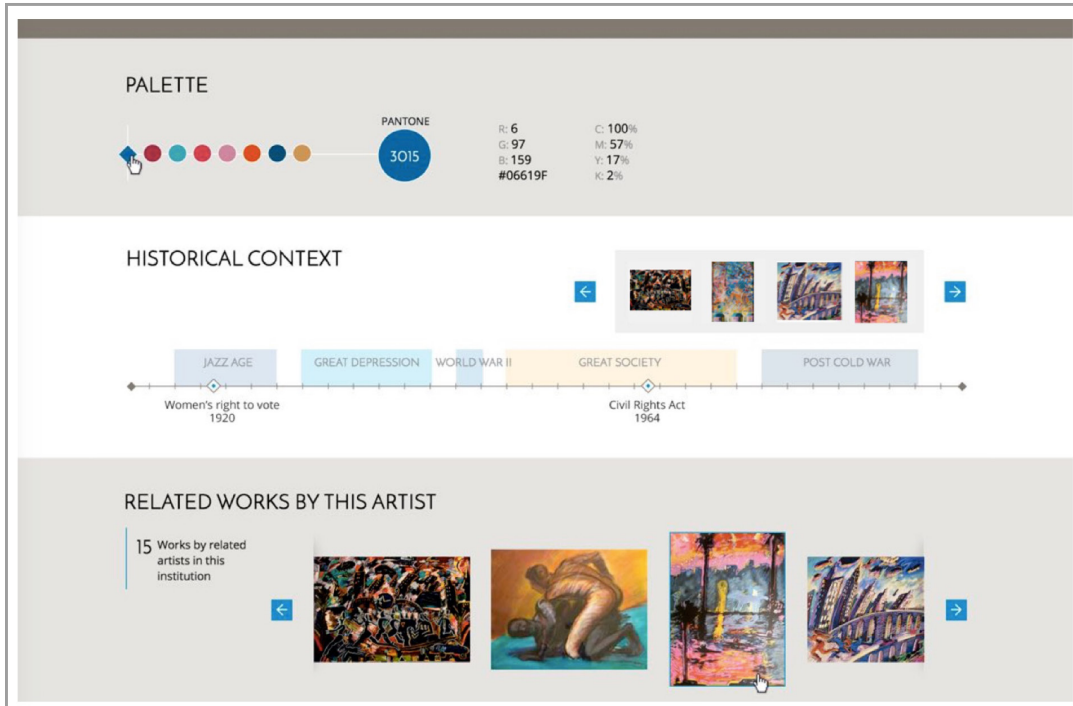 PALETTE
PANTONE
3015
R: 6
G: 97
B: 159
#06619F
C: 100%
M: 57%
Y: 17%
K: 2%
HISTORICAL CONTEXT
JAZZ AGE
GREAT DEPRESSION
WORLD WAR II
GREAT SOCIETY
POST COLD WAR
Women's right to vote
1920
Civil Rights Act
1964
RELATED WORKS BY THIS ARTIST
15 Works by related
artists in this
institution